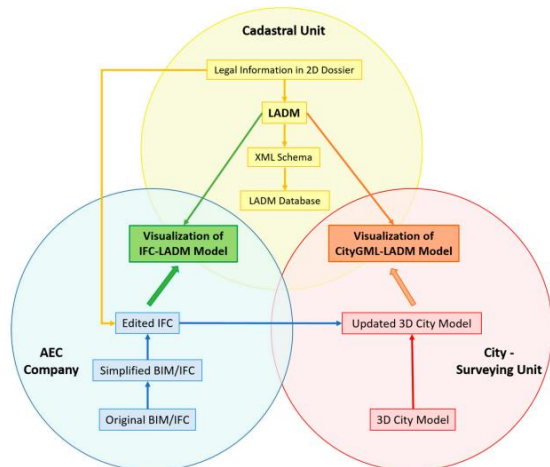 Cadastral Unit
Legal Information in 2D Dossier
LADM
XML Schema
LADM Database
Visualization of
IFC-LADM Model
Visualization of
CityGML-LADM Model
Edited IFC
Updated 3D City Model
AEC
Company
Simplified BIM/IFC
City -
Surveying Unit
Original BIM/IFC
3D City Model